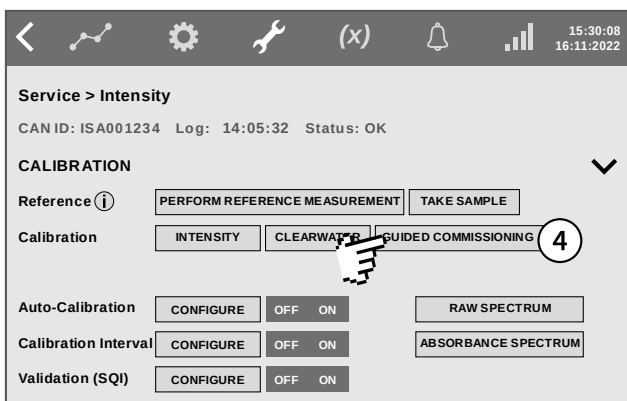 (x)
15:30:08
16:11:2022
Service > Intensity
CAN ID: ISA001234 Log: 14:05:32 Status: OK
CALIBRATION
Reference i PERFORM REFERENCE MEASUREMENT TAKE SAMPLE
Calibration INTENSITY CLEARWATER GUIDED COMMISSIONING 4
Auto-Calibration CONFIGURE OFF ON RAW SPECTRUM
Calibration Interval CONFIGURE OFF ON ABSORBANCE SPECTRUM
Validation (SQI) CONFIGURE OFF ON